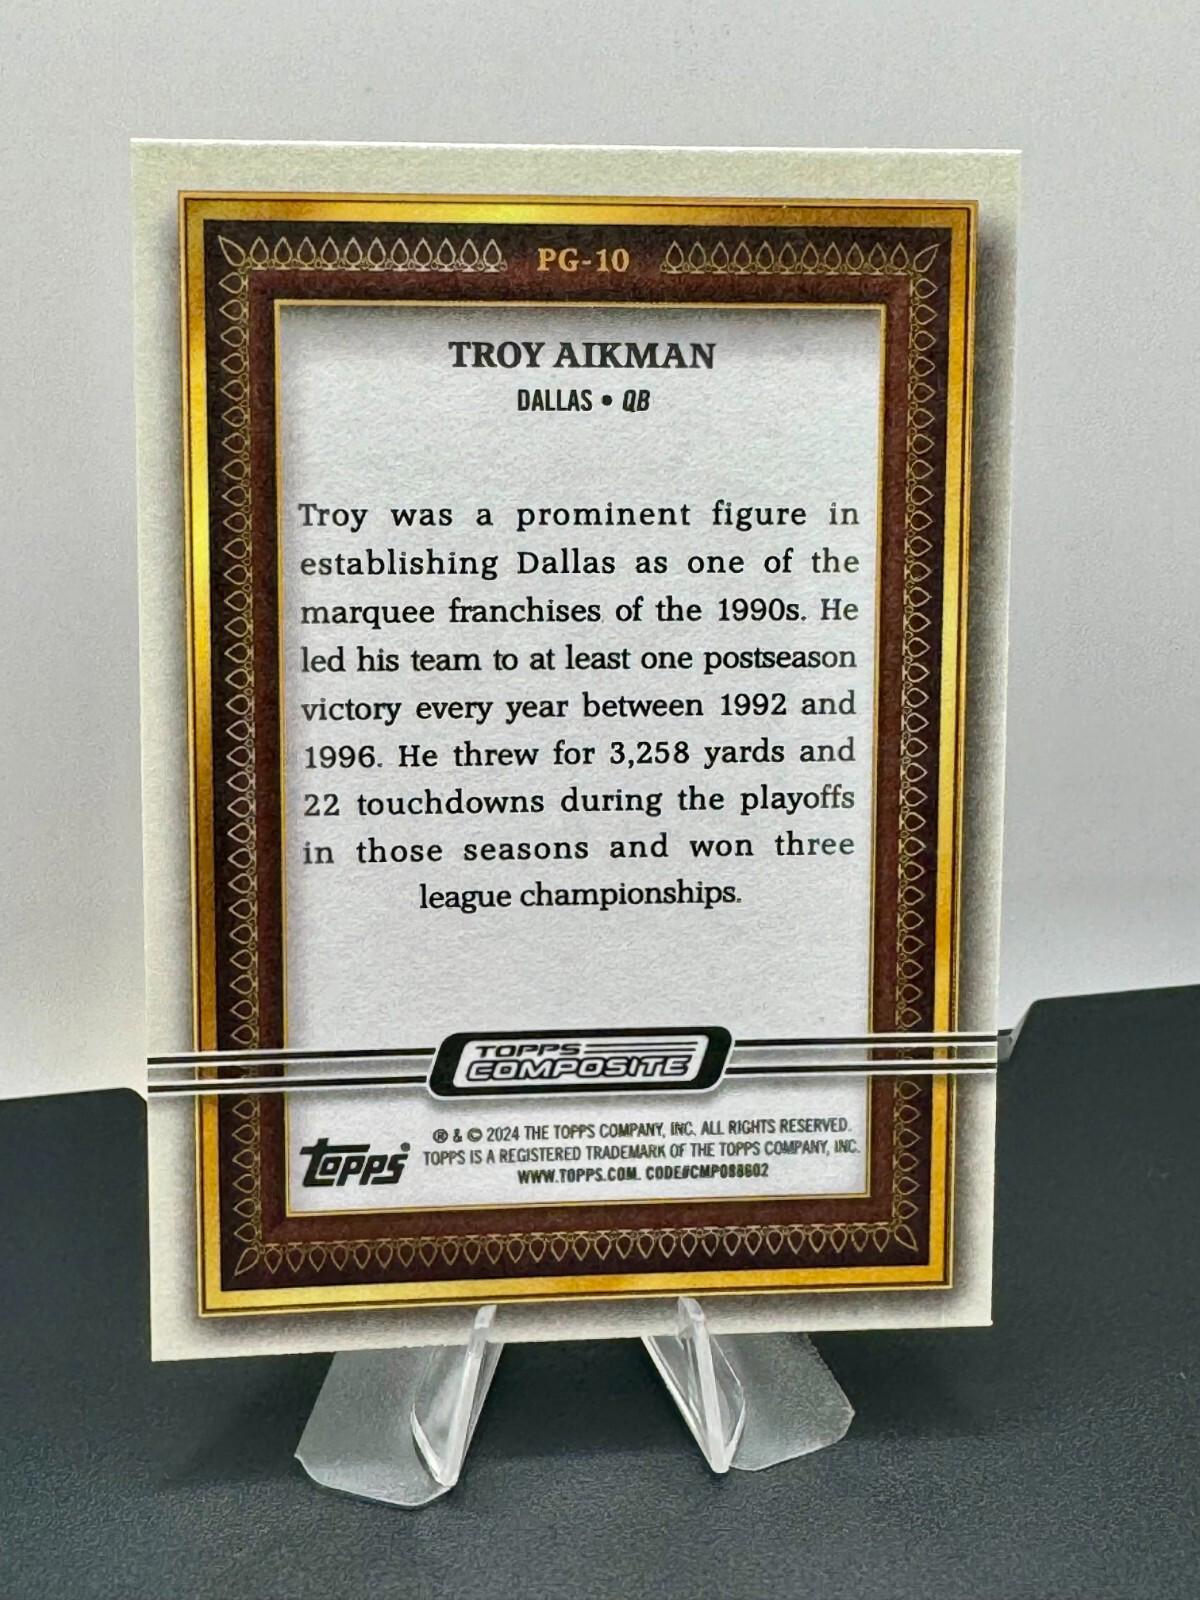 PG-10
TROY AIKMAN
DALLAS • QB
Troy was a prominent figure in
establishing Dallas as one of the
marquee franchises of the 1990s. He
led his team to at least one postseason
victory every year between 1992 and
1996. He threw for 3,258 yards and
22 touchdowns during the playoffs
in those seasons and won three
league championships.
TOPPS
COMPOSITE
topps®
® & © 2024 THE TOPPS COMPANY, INC. ALL RIGHTS RESERVED.
TOPPS IS A REGISTERED TRADEMARK OF THE TOPPS COMPANY, INC.
WWW.TOPPS.COM. CODE#CMP088602